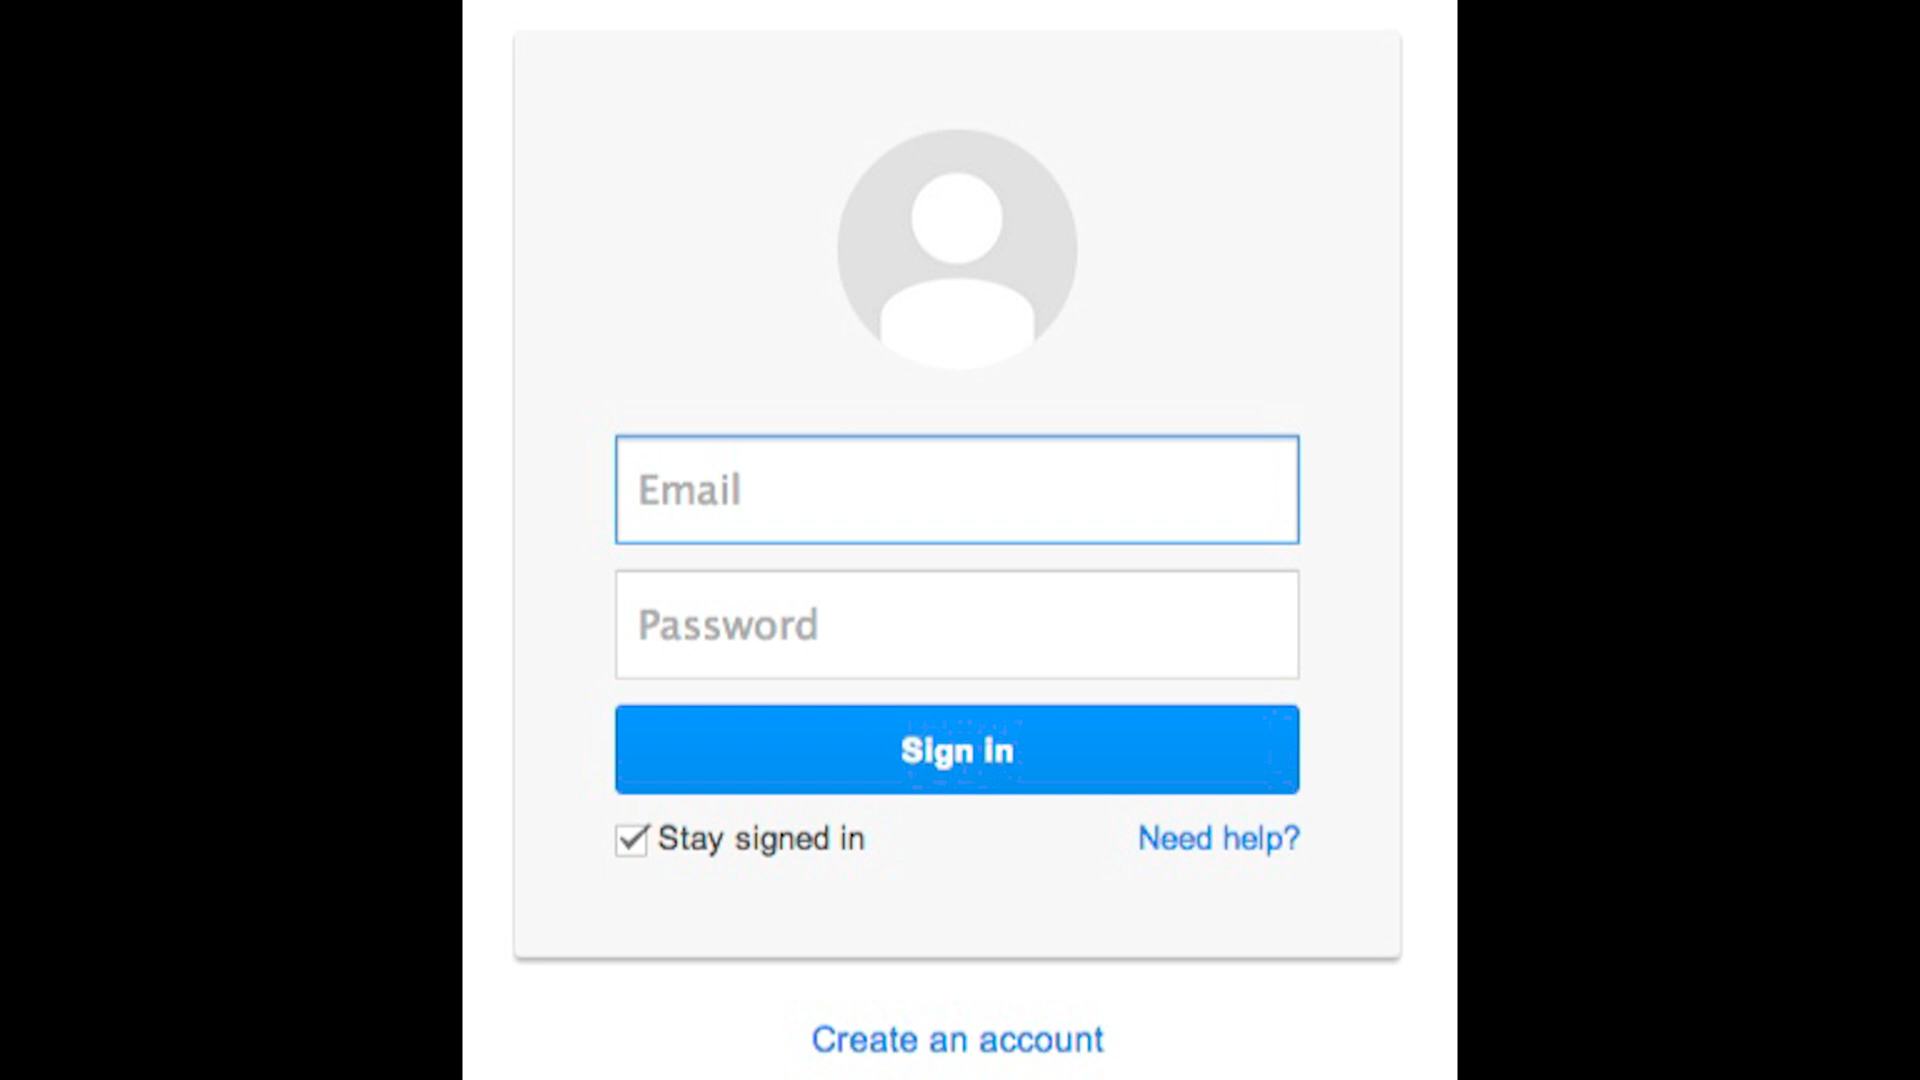 Email
Password
Sign in
Stay signed in
Need help?
Create an account